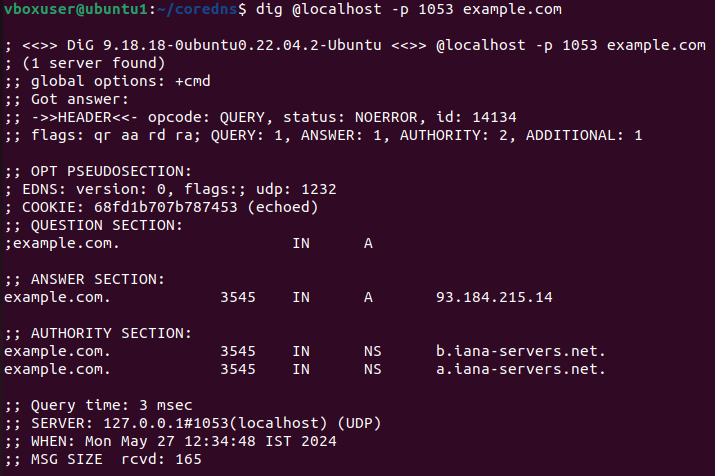 vboxuser@ubuntu1:~/coredns$ dig @localhost -p 1053 example.com
; <<>> DiG 9.18.18-0ubuntu0.22.04.2-Ubuntu <<>> @localhost -p 1053 example.com
; (1 server found)
;; global options: +cmd
;; Got answer:
;; ->>HEADER<<- opcode: QUERY, status: NOERROR, id: 14134
;; flags: qr aa rd ra; QUERY: 1, ANSWER: 1, AUTHORITY: 2, ADDITIONAL: 1
;; OPT PSEUDOSECTION:
; EDNS: version: 0, flags:; udp: 1232
; COOKIE: 68fd1b707b787453 (echoed)
;; QUESTION SECTION:
;example.com. IN A
;; ANSWER SECTION:
example.com. 3545 IN A 93.184.215.14
;; AUTHORITY SECTION:
example.com. 3545 IN NS b.iana-servers.net.
example.com. 3545 IN NS a.iana-servers.net.
;; Query time: 3 msec
;; SERVER: 127.0.0.1#1053(localhost) (UDP)
;; WHEN: Mon May 27 12:34:48 IST 2024
;; MSG SIZE rcvd: 165